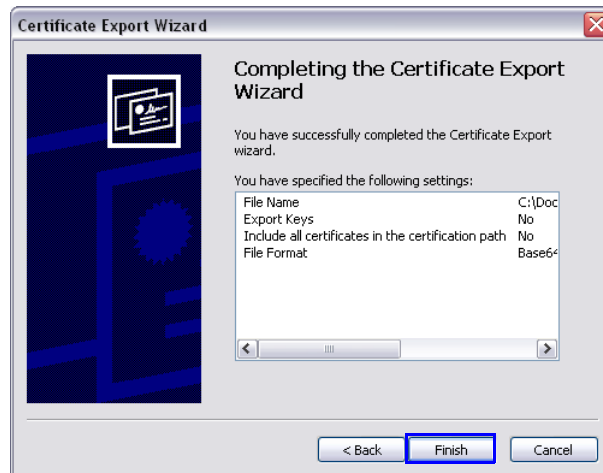 Certificate Export Wizard
Completing the Certificate Export
Wizard
You have successfully completed the Certificate Export
wizard.
You have specified the following settings:
File Name C:\Doc
Export Keys No
Include all certificates in the certification path No
File Format Base64
< Back Finish Cancel